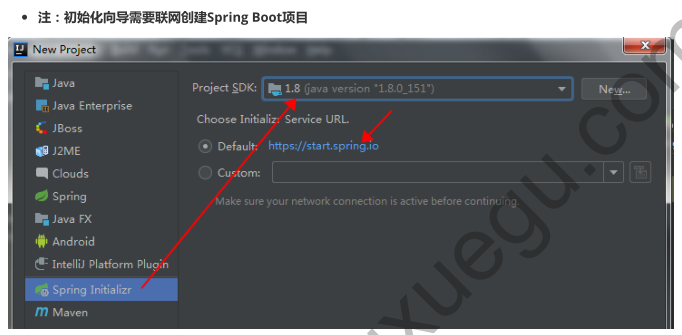 • 注：初始化向导需要联网创建Spring Boot项目
New Project
Java
Java Enterprise
JBoss
J2ME
Clouds
Spring
Java FX
Android
IntelliJ Platform Plugin
Spring Initializr
Maven
Project SDK: 1.8 (java version "1.8.0_151") New...
Choose Initializr Service URL.
Default: https://start.spring.io
Custom:
Make sure your network connection is active before continuing.
xuegu.com